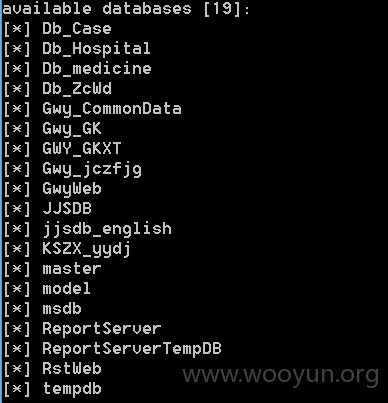 available databases [19]:
[*] Db_Case
[*] Db_Hospital
[*] Db_medicine
[*] Db_ZcWd
[*] Gwy_CommonData
[*] Gwy_GK
[*] GWY_GKXT
[*] Gwy_jczfjg
[*] GwyWeb
[*] JJSDB
[*] jjsdb_english
[*] KSZX_yydj
[*] master
[*] model
[*] msdb
[*] ReportServer
[*] ReportServerTempDB
[*] RstWeb
[*] tempdb
www.wooyun.org